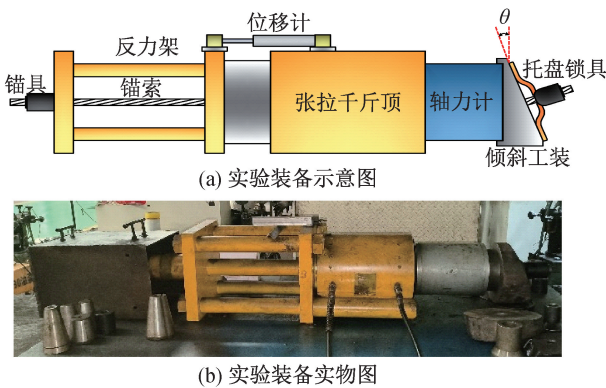 θ
位移计
反力架
托盘锁具
锚具
锚索
张拉千斤顶
轴力计
倾斜工装
(a) 实验装备示意图
(b) 实验装备实物图